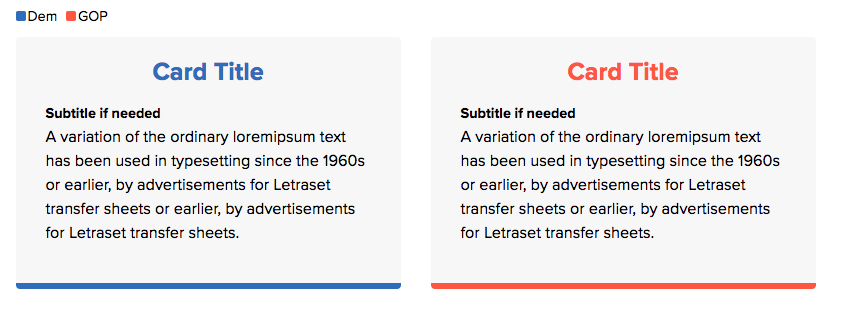 Dem GOP
Card Title
Subtitle if needed
A variation of the ordinary loremipsum text
has been used in typesetting since the 1960s
or earlier, by advertisements for Letraset
transfer sheets or earlier, by advertisements
for Letraset transfer sheets.
Card Title
Subtitle if needed
A variation of the ordinary loremipsum text
has been used in typesetting since the 1960s
or earlier, by advertisements for Letraset
transfer sheets or earlier, by advertisements
for Letraset transfer sheets.